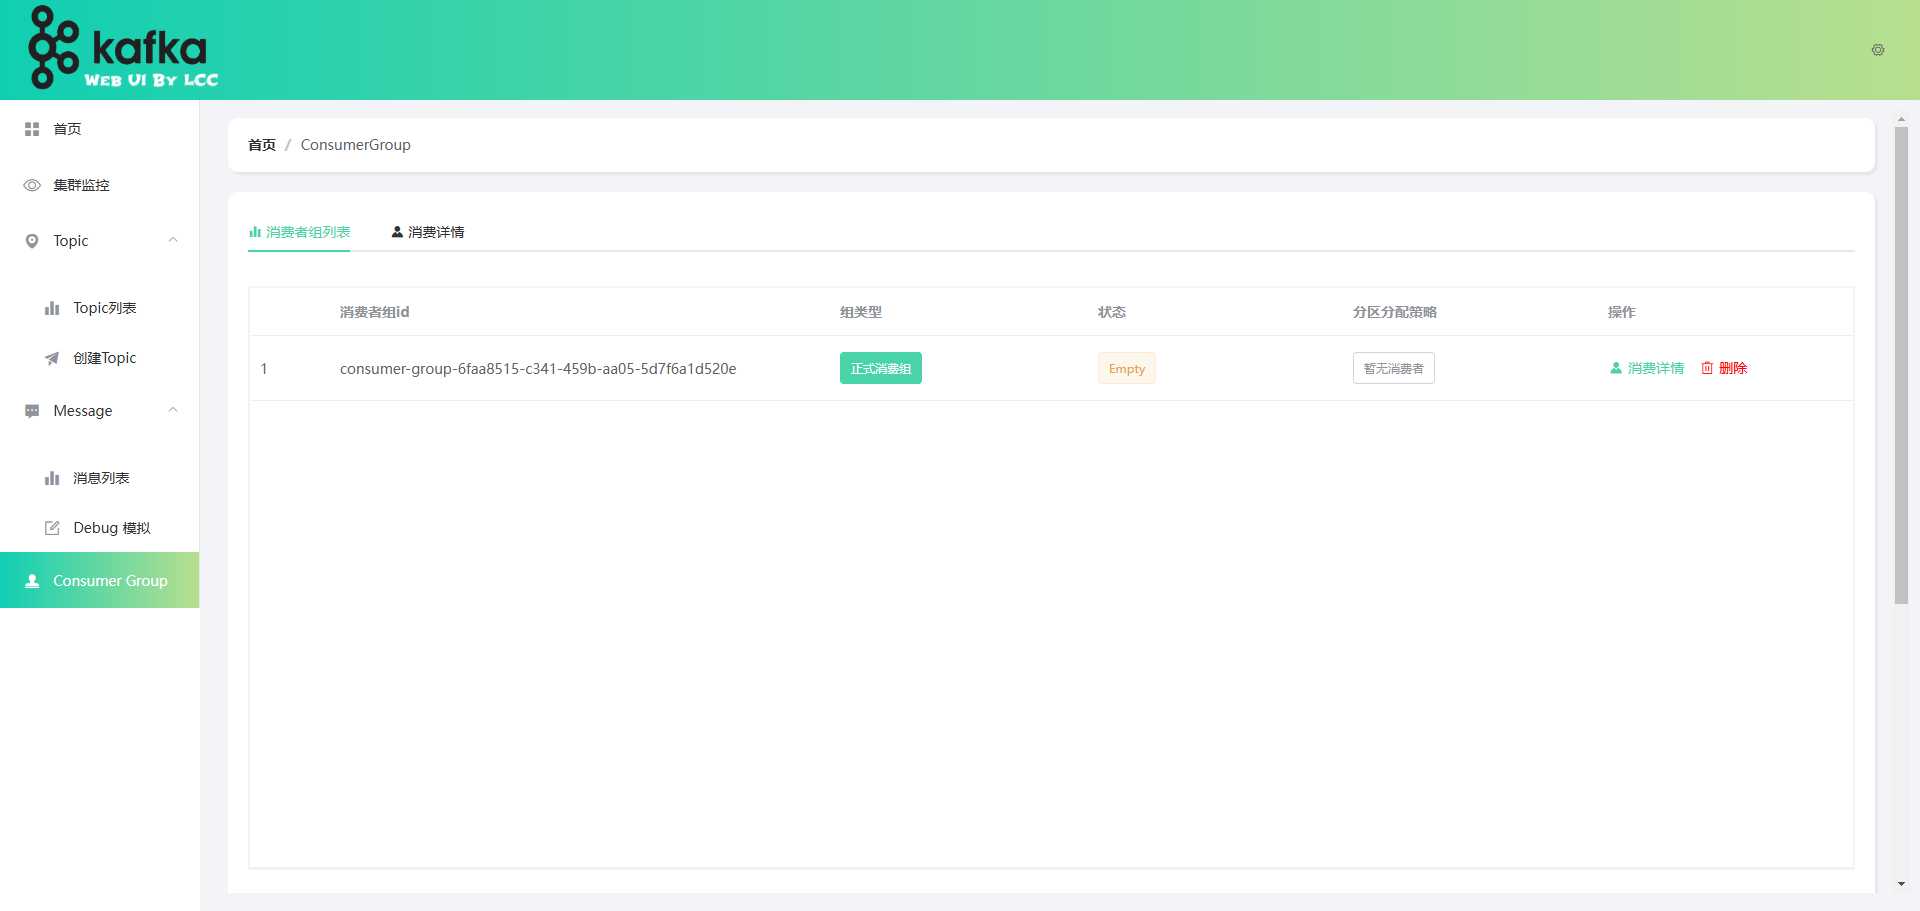 kafka
Web UI By LCC
首页
集群监控
Topic
Topic列表
创建Topic
Message
消息列表
Debug 模拟
Consumer Group
首页 / ConsumerGroup
消费者组列表 消费详情
消费者组id 组类型 状态 分区分配策略 操作
1 consumer-group-6faa8515-c341-459b-aa05-5d7f6a1d520e 正式消费组 Empty 暂无消费者 消费详情 删除